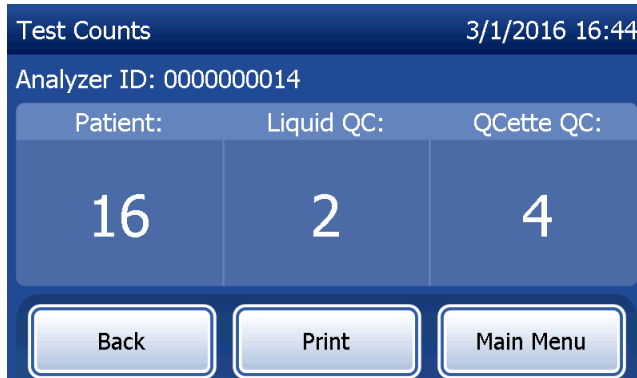 Test Counts 3/1/2016 16:44
Analyzer ID: 0000000014
Patient: Liquid QC: QCette QC:
16 2 4
Back Print Main Menu